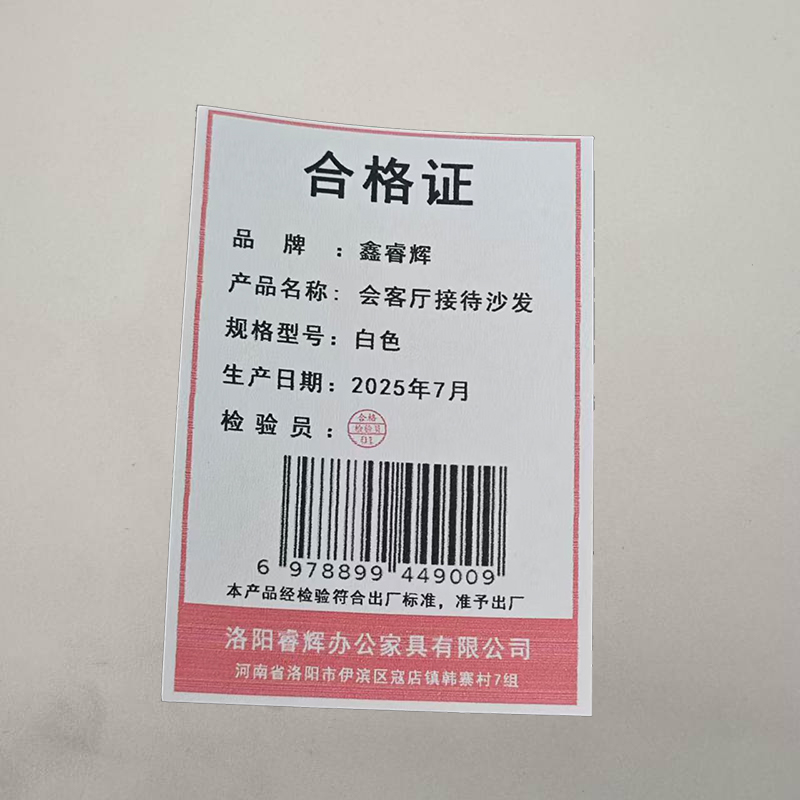 合格证
品牌：鑫睿辉
产品名称：会客厅接待沙发
规格型号：白色
生产日期：2025年7月
检验员：
合格
检验员
01
6 978899 449009
本产品经检验符合出厂标准，准予出厂
洛阳睿辉办公家具有限公司
河南省洛阳市伊滨区寇店镇韩寨村7组